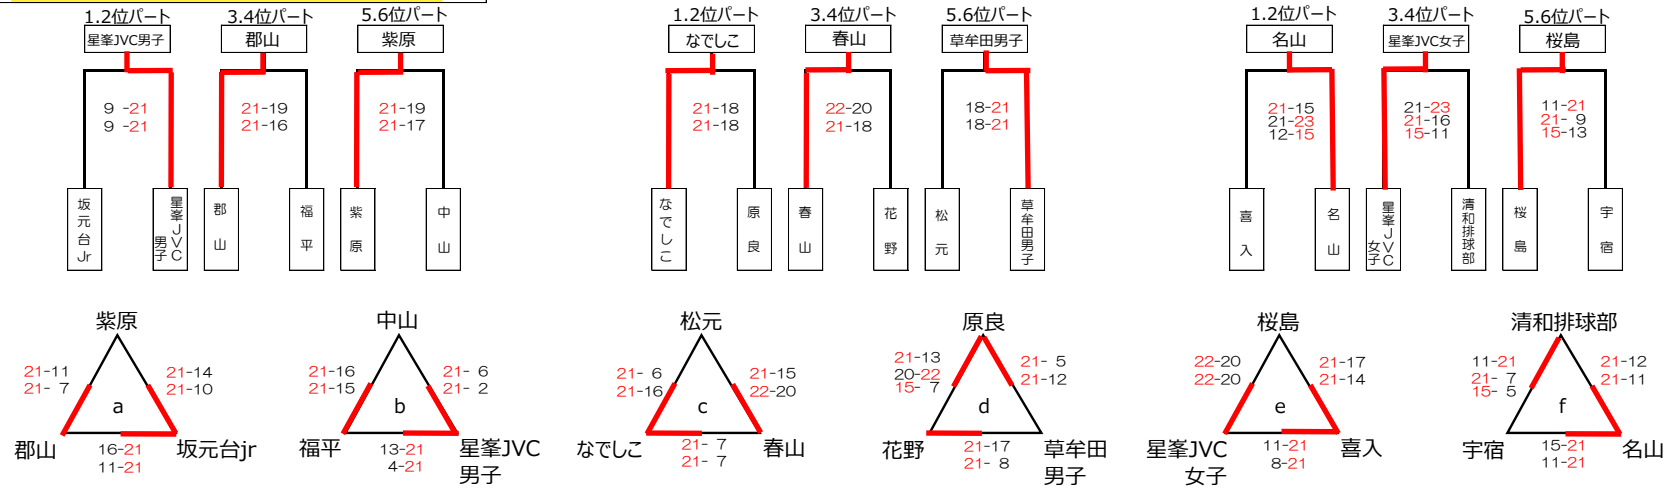 1.2位パート
3.4位パート
5.6位パート
星峯JVC男子
郡山
紫原
9 -21
9 -21
21-19
21-16
21-19
21-17
坂元台Jr
星峯JVC男子
郡山
福平
紫原
中山
1.2位パート
3.4位パート
5.6位パート
なでしこ
春山
草牟田男子
21-18
21-18
22-20
21-18
18-21
18-21
なでしこ
原良
春山
花野
松元
草牟田男子
1.2位パート
3.4位パート
5.6位パート
名山
星峯JVC女子
桜島
21-15
21-23
12-15
21-23
21-16
15-11
11-21
21- 9
15-13
喜入
名山
星峯JVC女子
清和排球部
桜島
宇宿
紫原
21-11
21- 7
21-14
21-10
a
郡山
16-21
11-21
坂元台jr
中山
21-16
21-15
21- 6
21- 2
b
福平
13-21
4-21
星峯JVC
男子
松元
21- 6
21-16
21-15
22-20
c
なでしこ
21- 7
21- 7
春山
原良
21-13
20-22
15- 7
21- 5
21-12
d
花野
21-17
21- 8
草牟田
男子
桜島
22-20
22-20
21-17
21-14
e
星峯JVC
女子
11-21
8-21
喜入
清和排球部
11-21
21- 7
15- 5
21-12
21-11
f
宇宿
15-21
11-21
名山